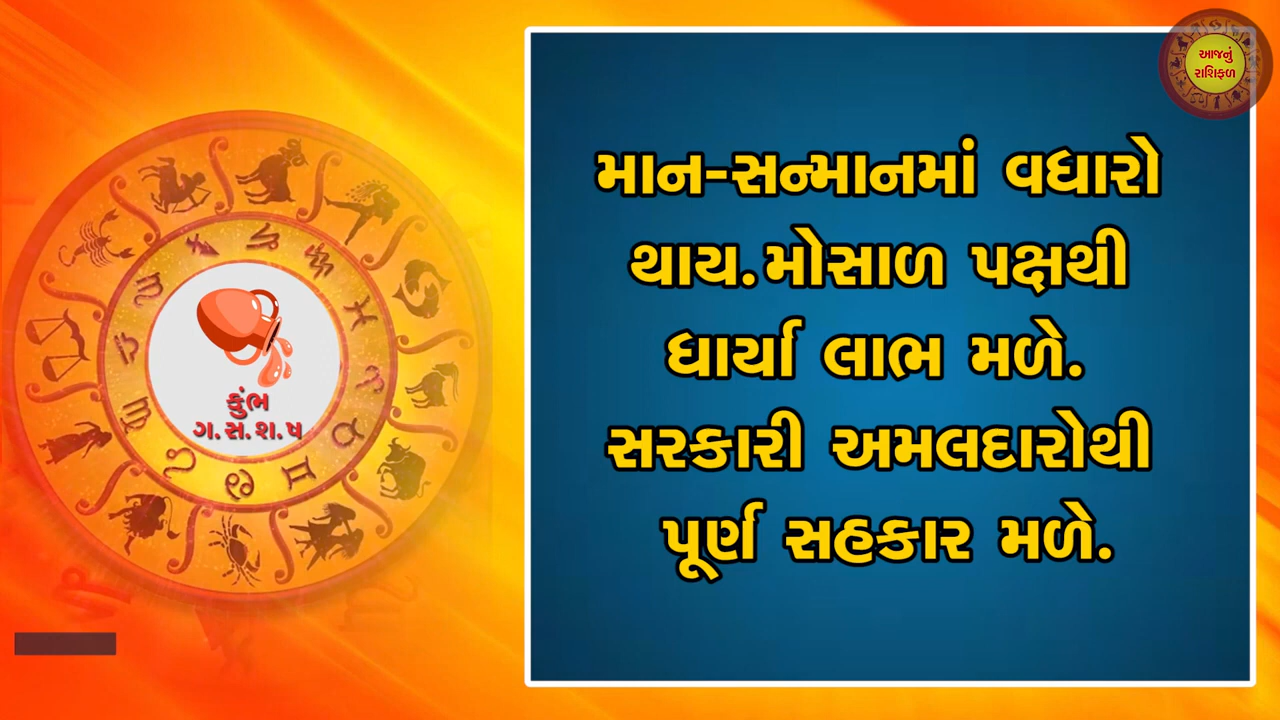 આજનું
રાશિફળ
માન-સન્માનમાં વધારો
થાય.મોસાળ પક્ષથી
ધાર્યા લાભ મળે.
સરકારી અમલદારોથી
પૂર્ણ સહકાર મળે.
કુંભ
ગ.સ.શ.ષ